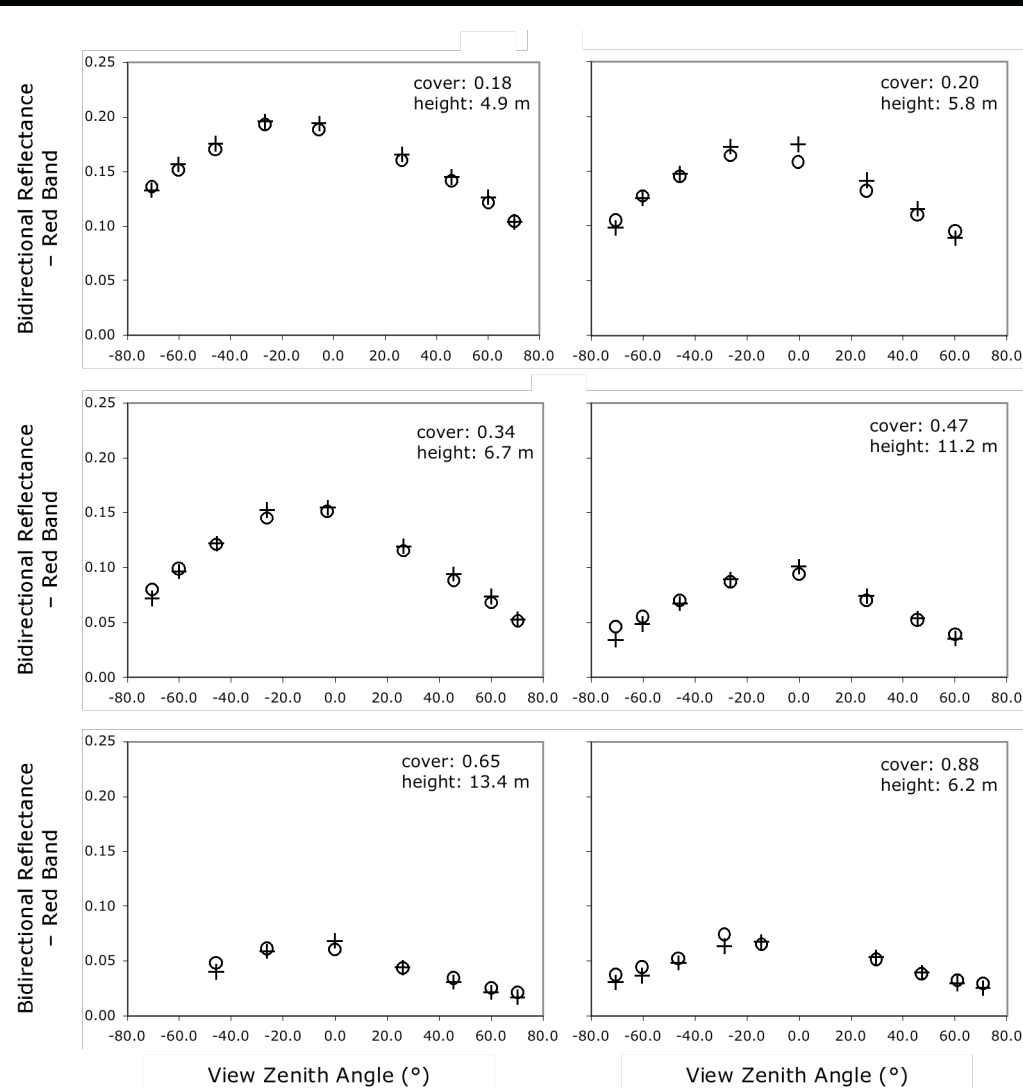 Bidirectional Reflectance
– Red Band
0.25
0.20
0.15
0.10
0.05
0.00
cover: 0.18
height: 4.9 m
-80.0 -60.0 -40.0 -20.0 0.0 20.0 40.0 60.0 80.0
cover: 0.20
height: 5.8 m
-80.0 -60.0 -40.0 -20.0 0.0 20.0 40.0 60.0 80.0
Bidirectional Reflectance
– Red Band
0.25
0.20
0.15
0.10
0.05
0.00
cover: 0.34
height: 6.7 m
-80.0 -60.0 -40.0 -20.0 0.0 20.0 40.0 60.0 80.0
cover: 0.47
height: 11.2 m
-80.0 -60.0 -40.0 -20.0 0.0 20.0 40.0 60.0 80.0
Bidirectional Reflectance
– Red Band
0.25
0.20
0.15
0.10
0.05
0.00
cover: 0.65
height: 13.4 m
-80.0 -60.0 -40.0 -20.0 0.0 20.0 40.0 60.0 80.0
cover: 0.88
height: 6.2 m
-80.0 -60.0 -40.0 -20.0 0.0 20.0 40.0 60.0 80.0
View Zenith Angle (°)
View Zenith Angle (°)